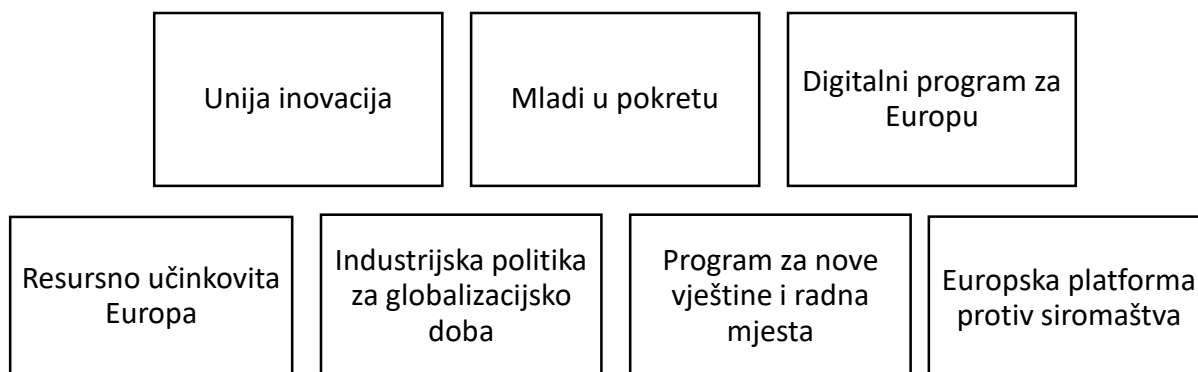 Unija inovacija
Mladi u pokretu
Digitalni program za
Europu
Resursno učinkovita
Europa
Industrijska politika
za globalizacijsko
doba
Program za nove
vještine i radna
mjesta
Europska platforma
protiv siromaštva